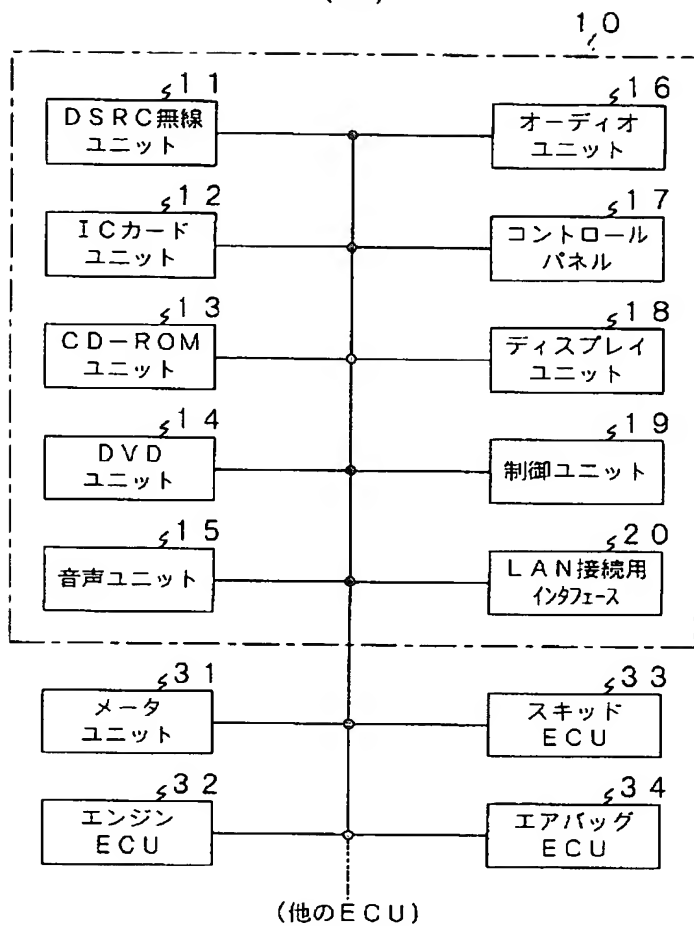 10
11
DSRC無線
ユニット
16
オーディオ
ユニット
12
ICカード
ユニット
17
コントロール
パネル
13
CD-ROM
ユニット
18
ディスプレイ
ユニット
14
DVD
ユニット
19
制御ユニット
15
音声ユニット
20
LAN接続用
インタフェース
31
メータ
ユニット
33
スキッド
ECU
32
エンジン
ECU
34
エアバッグ
ECU
(他のECU)